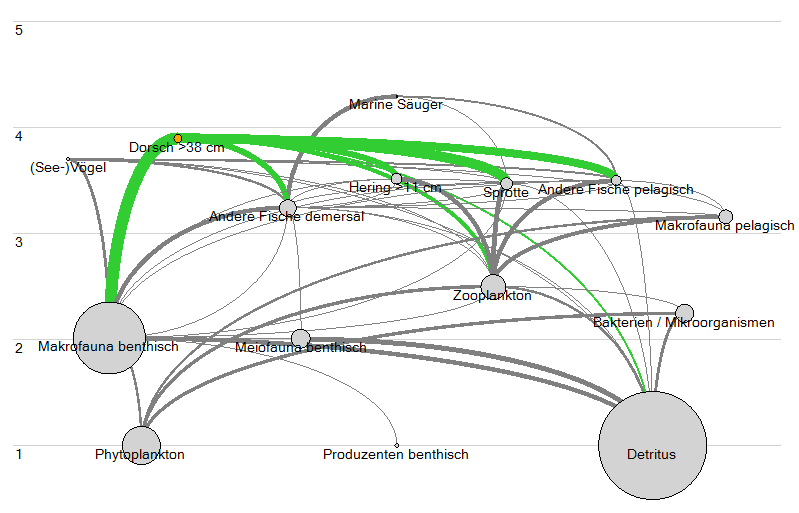 5
Marine Säuger
4
Dorsch >38 cm
(See-)Vögel
Hering >11 cm
Sprotte
Andere Fische pelagisch
Andere Fische demersal
Makrofauna pelagisch
3
Zooplankton
Bakterien / Mikroorganismen
2
Makrofauna benthisch
Meiofauna benthisch
1
Phytoplankton
Produzenten benthisch
Detritus